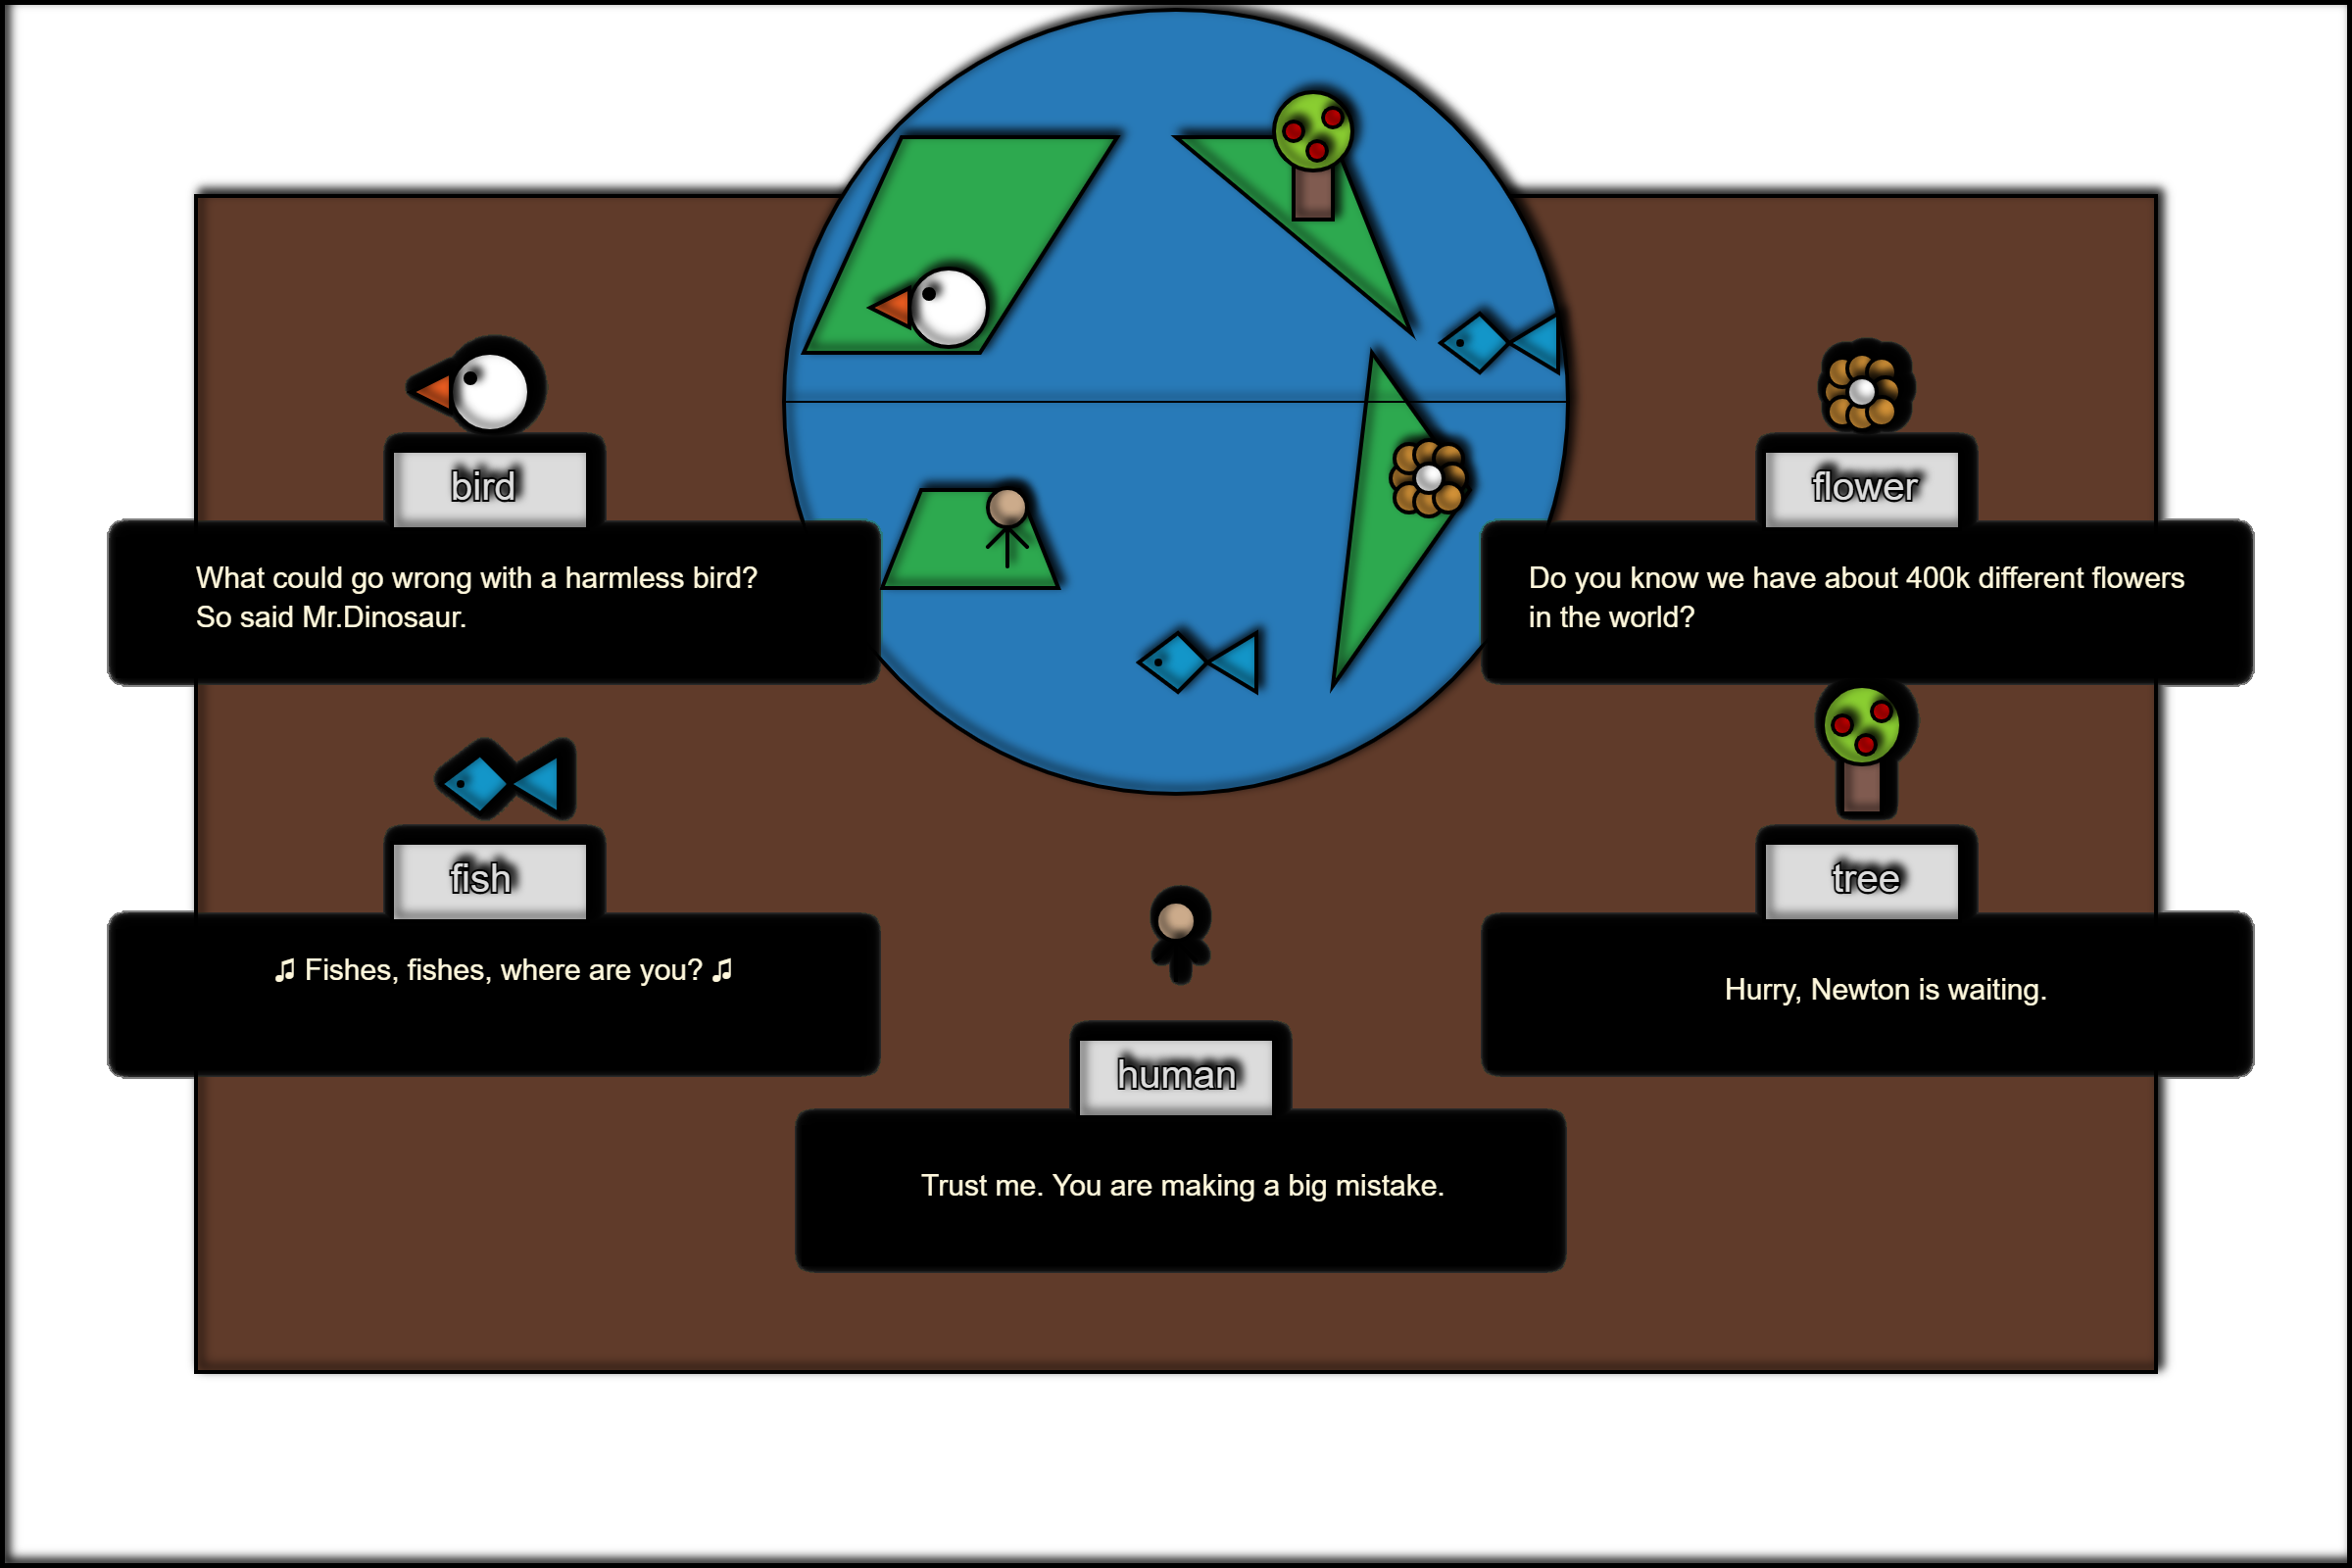 bird
What could go wrong with a harmless bird?
So said Mr.Dinosaur.
flower
Do you know we have about 400k different flowers
in the world?
fish
♫ Fishes, fishes, where are you? ♫
tree
Hurry, Newton is waiting.
human
Trust me. You are making a big mistake.